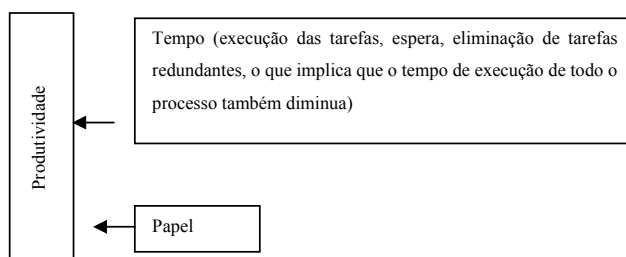 Produtividade
Tempo (execução das tarefas, espera, eliminação de tarefas
redundantes, o que implica que o tempo de execução de todo o
processo também diminua)
Papel